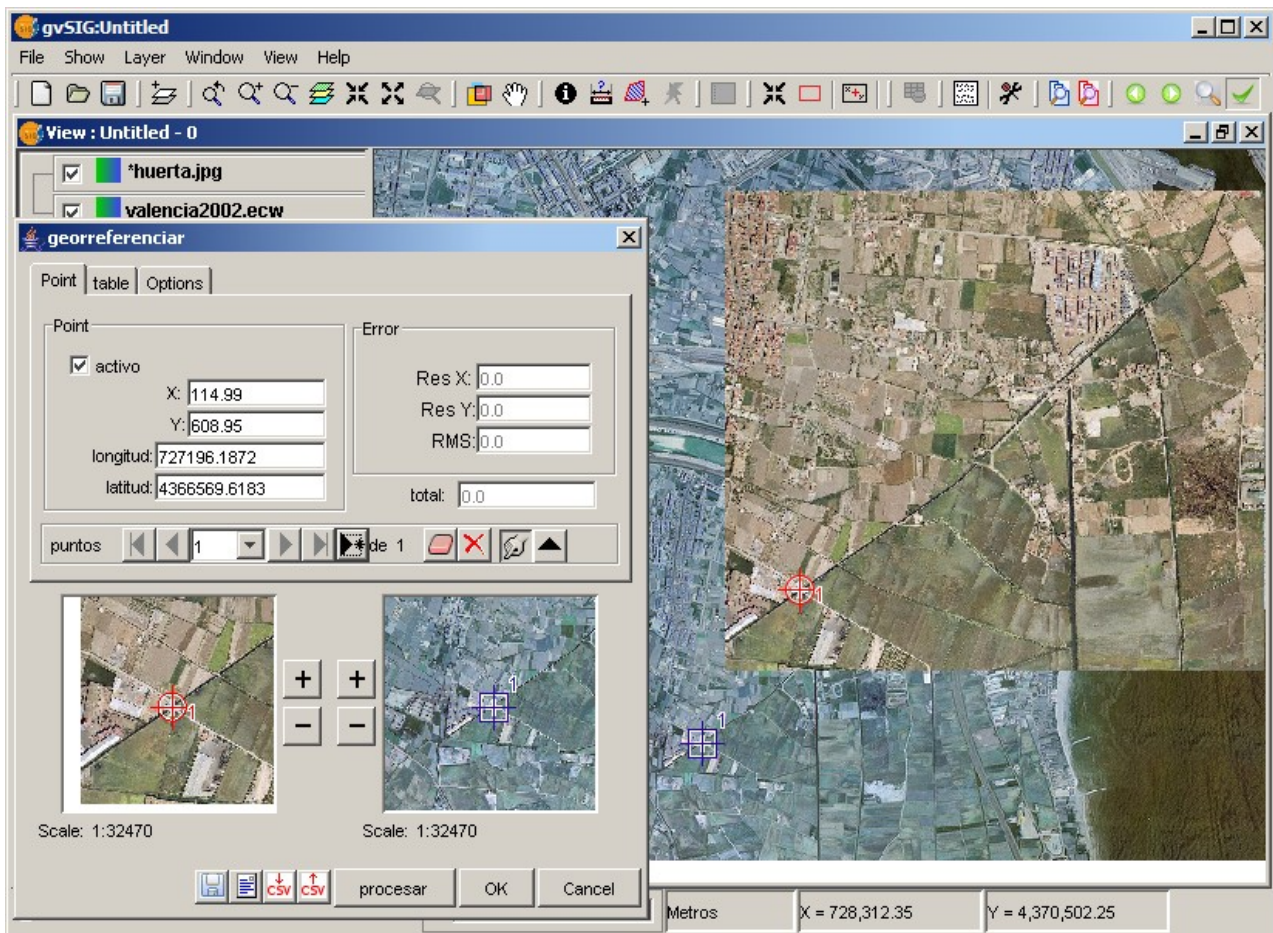 gvSIG:Untitled
File Show Layer Window View Help
View : Untitled - 0
*huerta.jpg
valencia2002.ecw
georreferenciar
Point table Options
Point
activo
X: 114.99
Y: 608.95
longitud: 727196.1872
latitud: 4366569.6183
Error
Res X: 0.0
Res Y: 0.0
RMS: 0.0
total: 0.0
puntos 1 de 1
1
1
+ +
- -
1
1
Scale: 1:32470 Scale: 1:32470
CSV CSV procesar OK Cancel
Metros X = 728,312.35 Y = 4,370,502.25